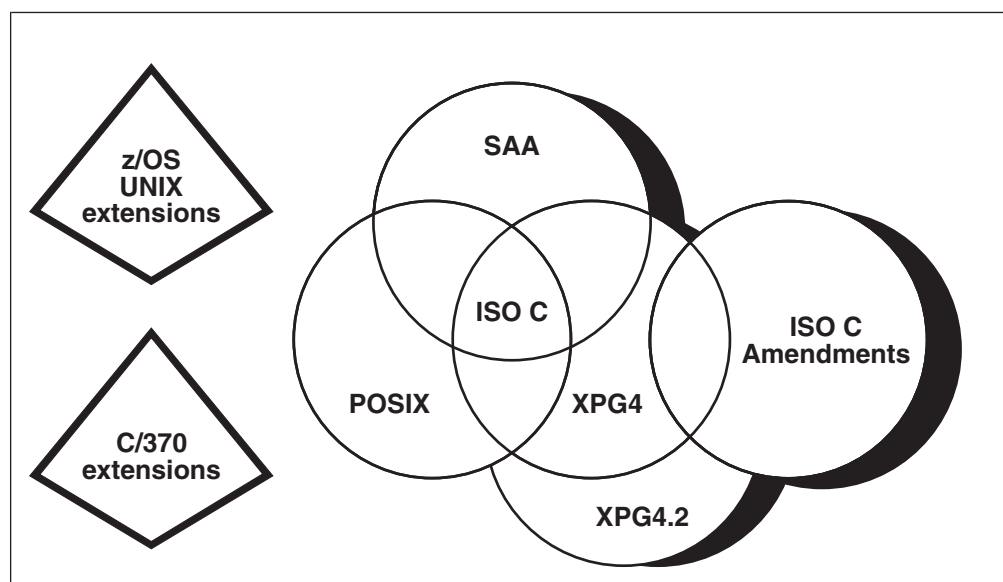 z/OS
UNIX
extensions
SAA
ISO C
ISO C
Amendments
POSIX
XPG4
C/370
extensions
XPG4.2